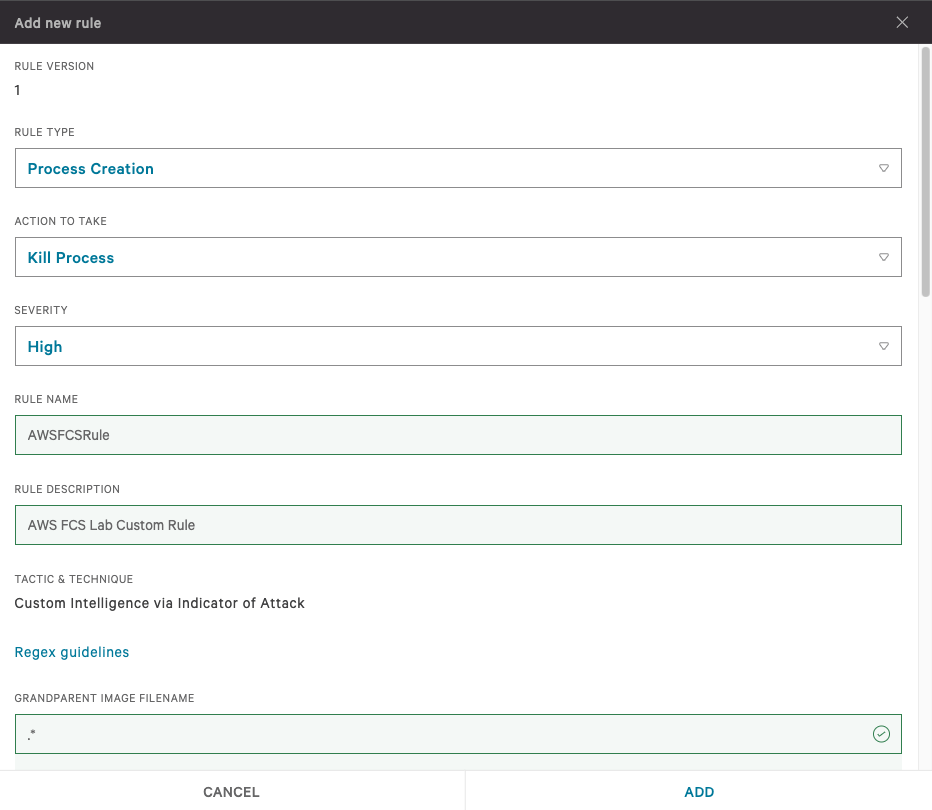 Add new rule
RULE VERSION
1
RULE TYPE
Process Creation
ACTION TO TAKE
Kill Process
SEVERITY
High
RULE NAME
AWSFCSRule
RULE DESCRIPTION
AWS FCS Lab Custom Rule
TACTIC & TECHNIQUE
Custom Intelligence via Indicator of Attack
Regex guidelines
GRANDPARENT IMAGE FILENAME
.*
CANCEL
ADD